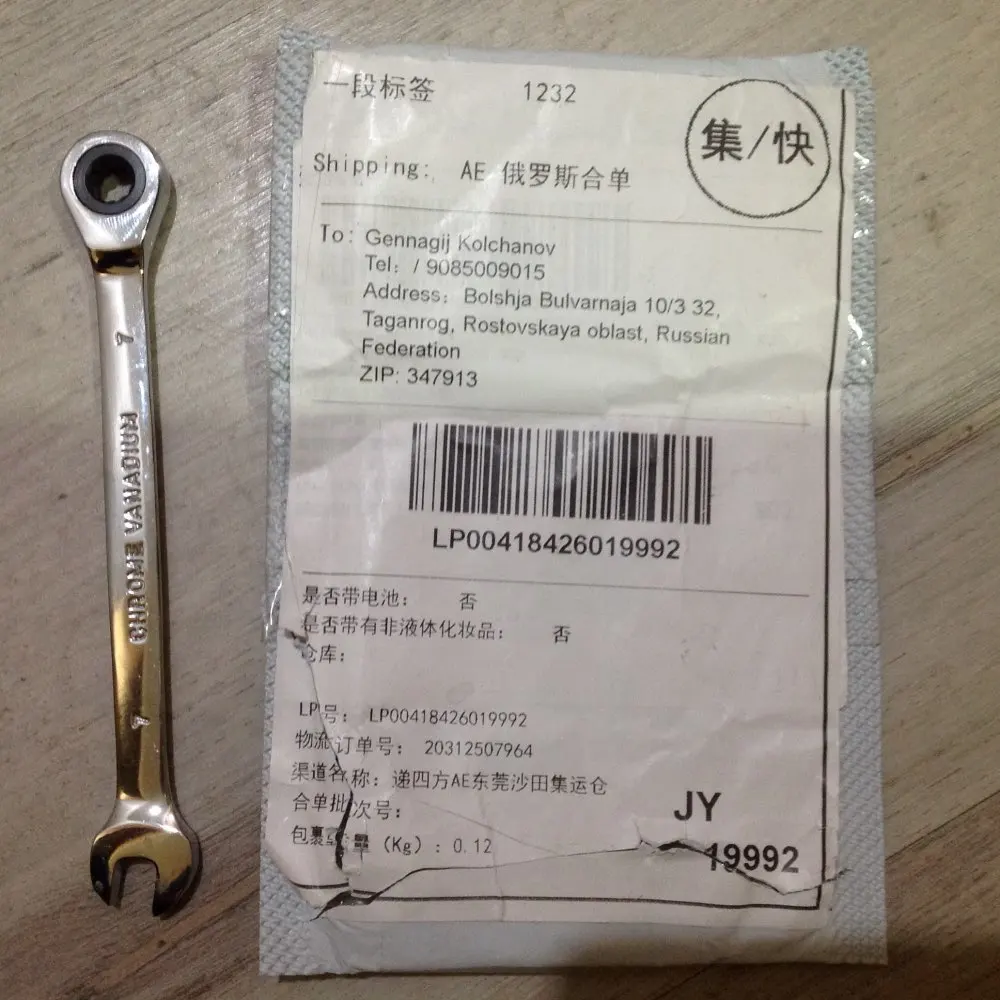 一段标签 1232
集/快
Shipping: AE 俄罗斯合单
To: Gennagij Kolchanov
Tel: / 9085009015
Address: Bolshja Bulvarnaja 10/3 32,
Taganrog, Rostovskaya oblast, Russian
Federation
ZIP: 347913
LP00418426019992
是否带电池: 否
是否带有非液体化妆品: 否
仓库:
LP号: LP00418426019992
物流订单号: 20312507964
渠道名称: 递四方AE东莞沙田集运仓
合单批次号:
JY
包裹重量 (Kg) : 0.12
19992
7
CHROME VANADIUM
7